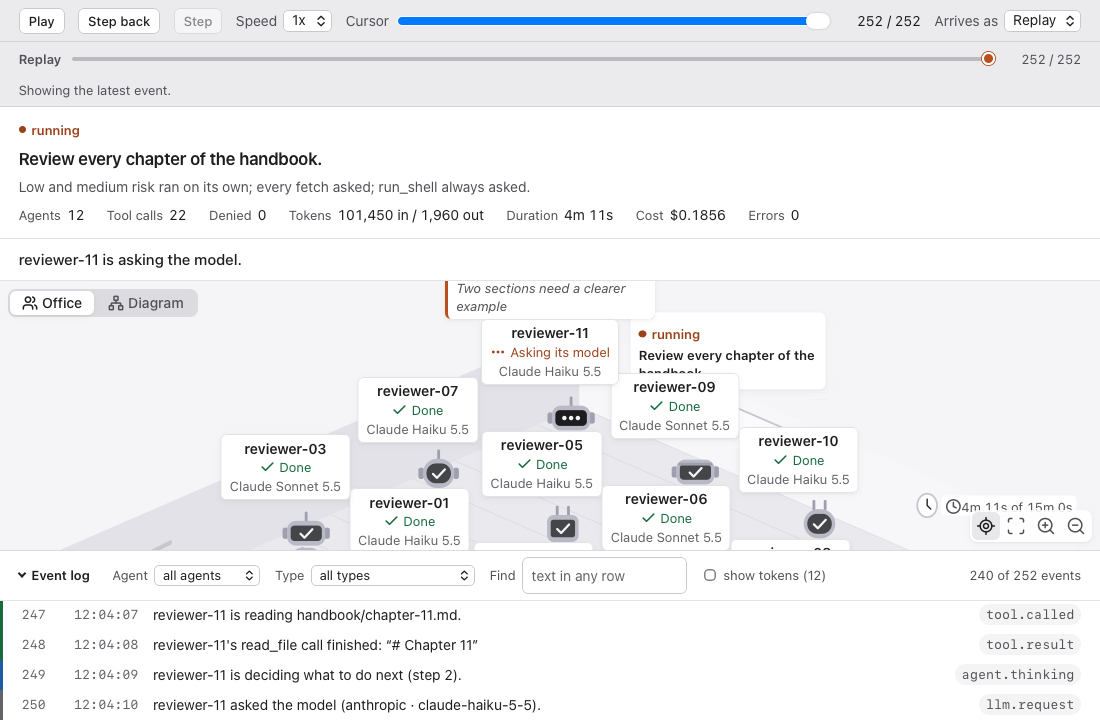 Play Step back Step Speed 1x Cursor 252 / 252 Arrives as Replay
Replay 252 / 252
Showing the latest event.
running
Review every chapter of the handbook.
Low and medium risk ran on its own; every fetch asked; run_shell always asked.
Agents 12 Tool calls 22 Denied 0 Tokens 101,450 in / 1,960 out Duration 4m 11s Cost $0.1856 Errors 0
reviewer-11 is asking the model.
Office Diagram
Two sections need a clearer
example
running
Review every chapter of the
reviewer-11
Asking its model
Claude Haiku 5.5
reviewer-07
Done
Claude Haiku 5.5
reviewer-09
Done
Claude Sonnet 5.5
reviewer-03
Done
Claude Sonnet 5.5
reviewer-05
Done
Claude Haiku 5.5
reviewer-10
Done
Claude Haiku 5.5
reviewer-01
Done
Claude Haiku 5.5
reviewer-06
Done
Claude Sonnet 5.5
4m 11s of 15m 0s
Event log Agent all agents Type all types Find text in any row show tokens (12) 240 of 252 events
247 12:04:07 reviewer-11 is reading handbook/chapter-11.md. tool.called
248 12:04:08 reviewer-11's read_file call finished: “# Chapter 11” tool.result
249 12:04:09 reviewer-11 is deciding what to do next (step 2). agent.thinking
250 12:04:10 reviewer-11 asked the model (anthropic · claude-haiku-5-5). llm.request